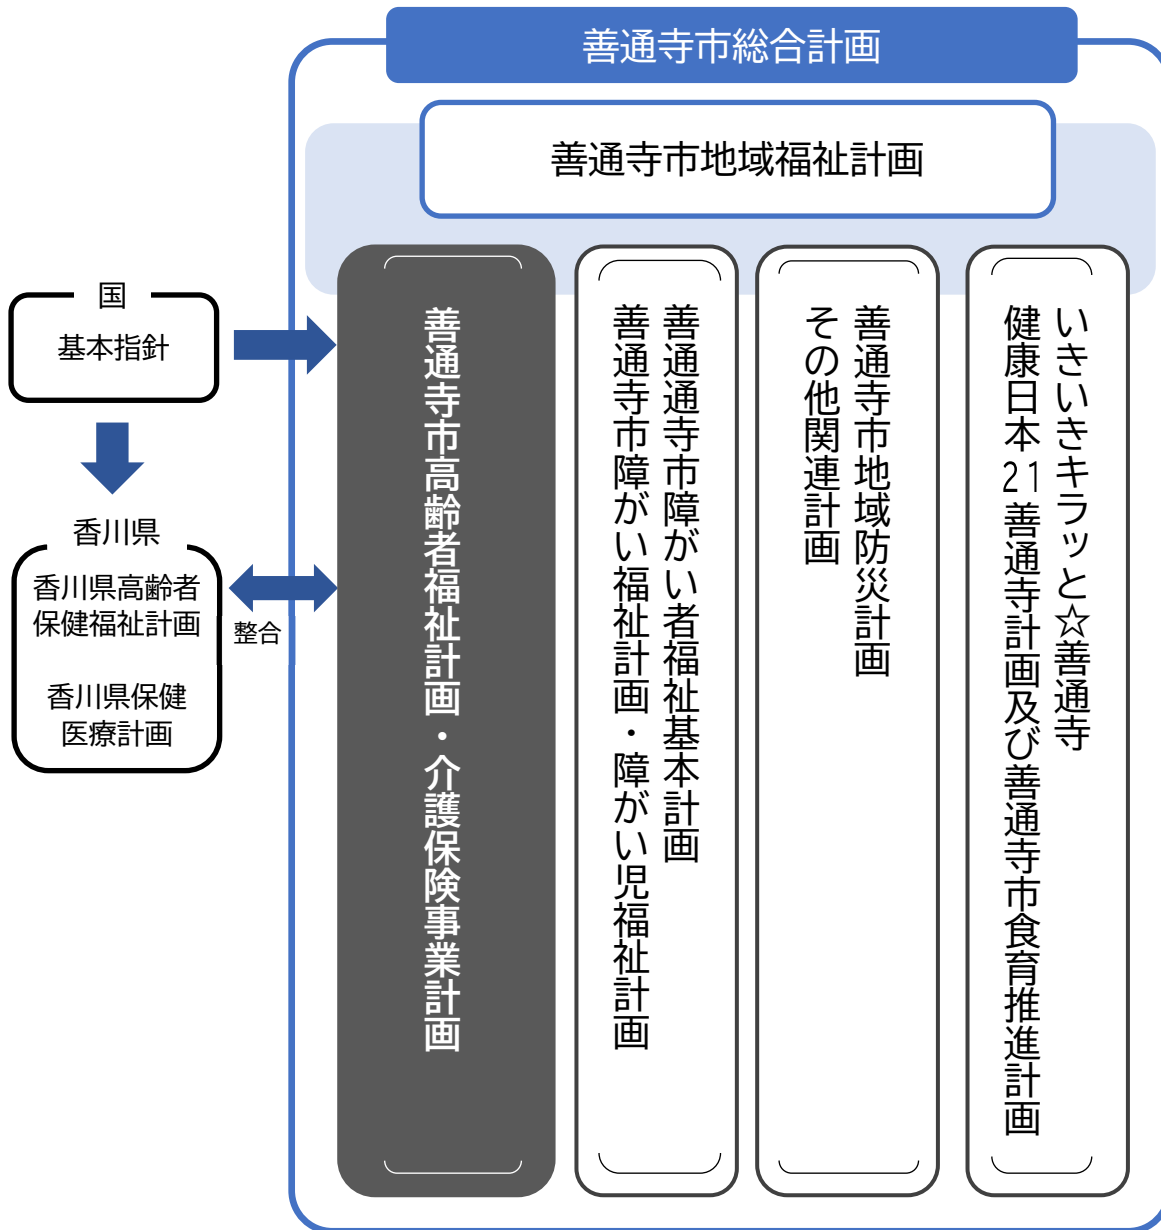 善通寺市総合計画
善通寺市地域福祉計画
国
基本指針
香川県
香川県高齢者
保健福祉計画
香川県保健
医療計画
整合
善通寺市高齢者福祉計画・介護保険事業計画
善通通寺市障がい者福祉基本計画
善通寺市障がい福祉計画・障がい児福祉計画
善通寺市地域防災計画
その他関連計画
いきいきキラッと☆善通寺
健康日本21善通寺計画及び善通寺市食育推進計画